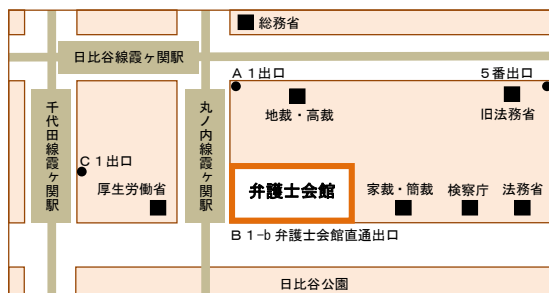 総務省
日比谷線霞ヶ関駅
A1出口
5番出口
地裁・高裁
旧法務省
千代田線霞ヶ関駅
丸ノ内線霞ヶ関駅
C1出口
厚生労働省
弁護士会館
家裁・簡裁
検察庁
法務省
B1-b 弁護士会館直通出口
日比谷公園